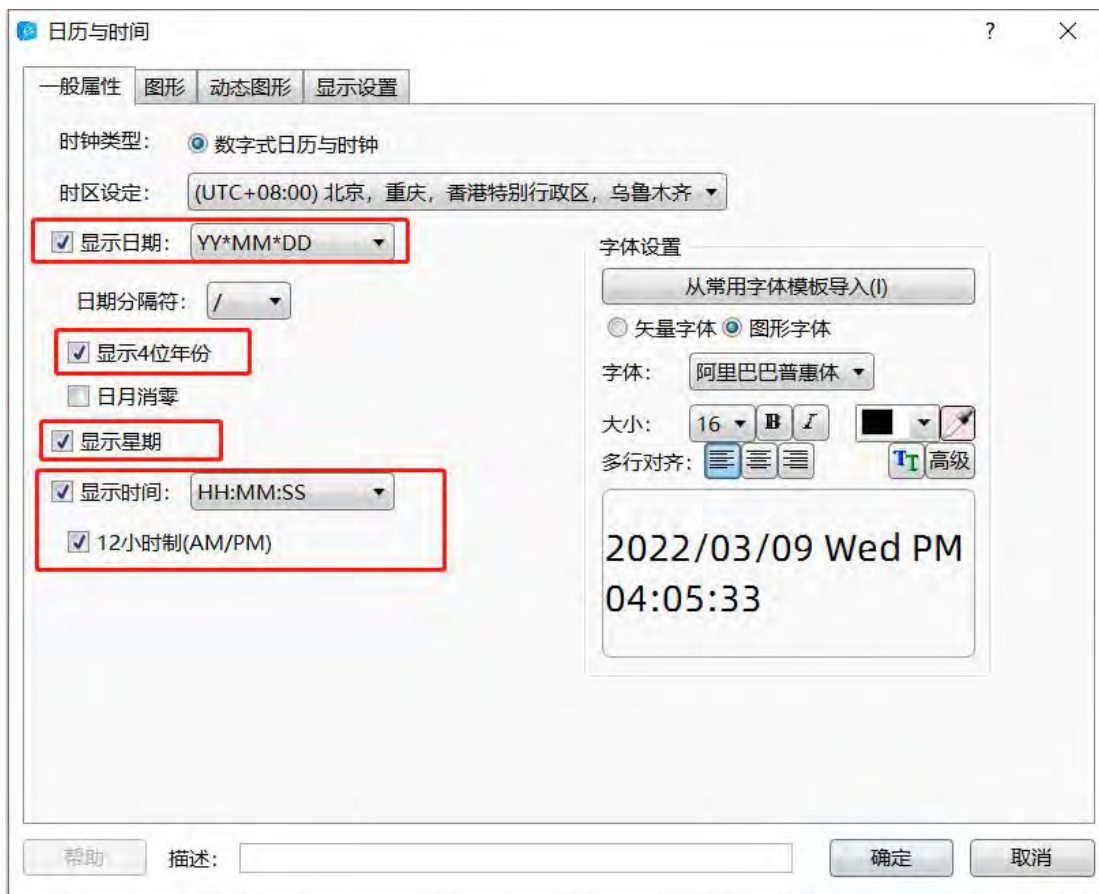 日历与时间
?
一般属性 图形 动态图形 显示设置
时钟类型： 数字式日历与时钟
时区设定： (UTC+08:00) 北京，重庆，香港特别行政区，乌鲁木齐
显示日期： YY*MM*DD
日期分隔符： /
显示4位年份
日月消零
显示星期
显示时间： HH:MM:SS
12小时制(AM/PM)
字体设置
从常用字体模板导入(I)
矢量字体 图形字体
字体： 阿里巴巴普惠体
大小： 16 B I
多行对齐： TT 高级
2022/03/09 Wed PM
04:05:33
帮助 描述： 确定 取消